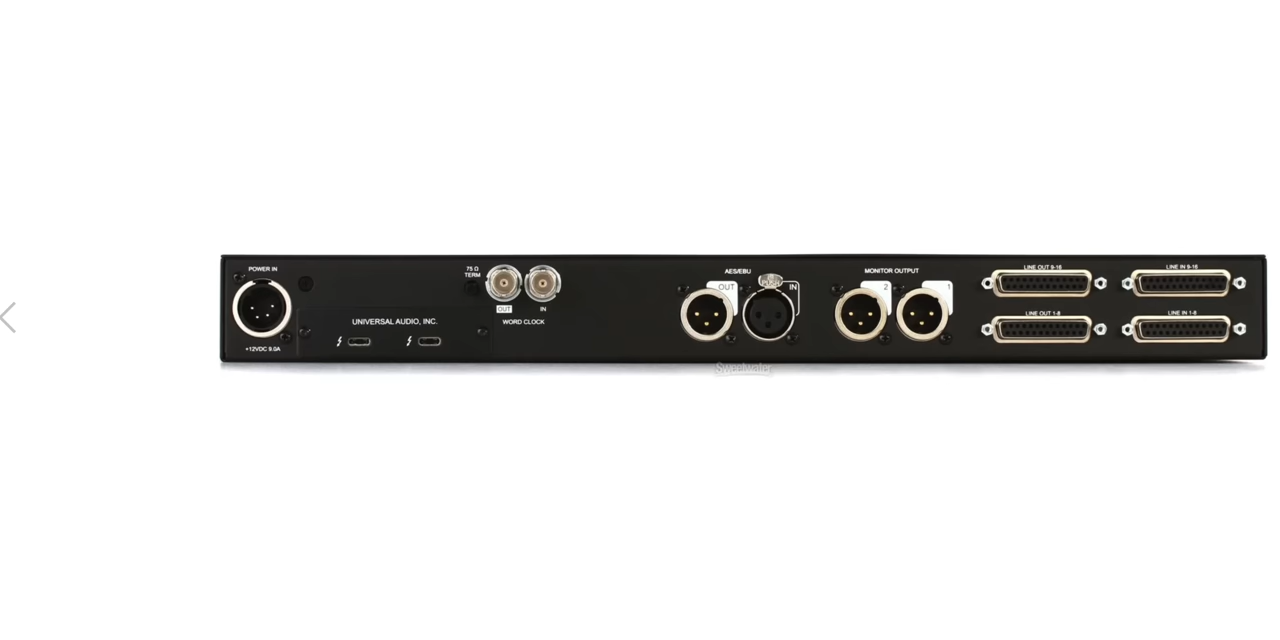 POWER IN
+12VDC 9.0A
UNIVERSAL AUDIO, INC.
75 Ω
TERM
OUT
IN
WORD CLOCK
AES/EBU
OUT
IN
MONITOR OUTPUT
2
1
LINE OUT 9-16
LINE IN 9-16
LINE OUT 1-8
LINE IN 1-8
Sweetwater